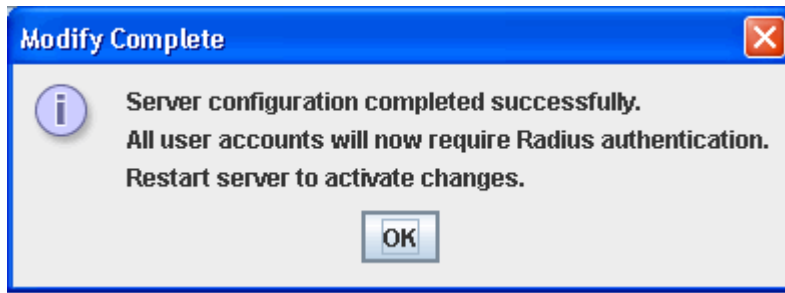 Modify Complete
Server configuration completed successfully.
All user accounts will now require Radius authentication.
Restart server to activate changes.
OK